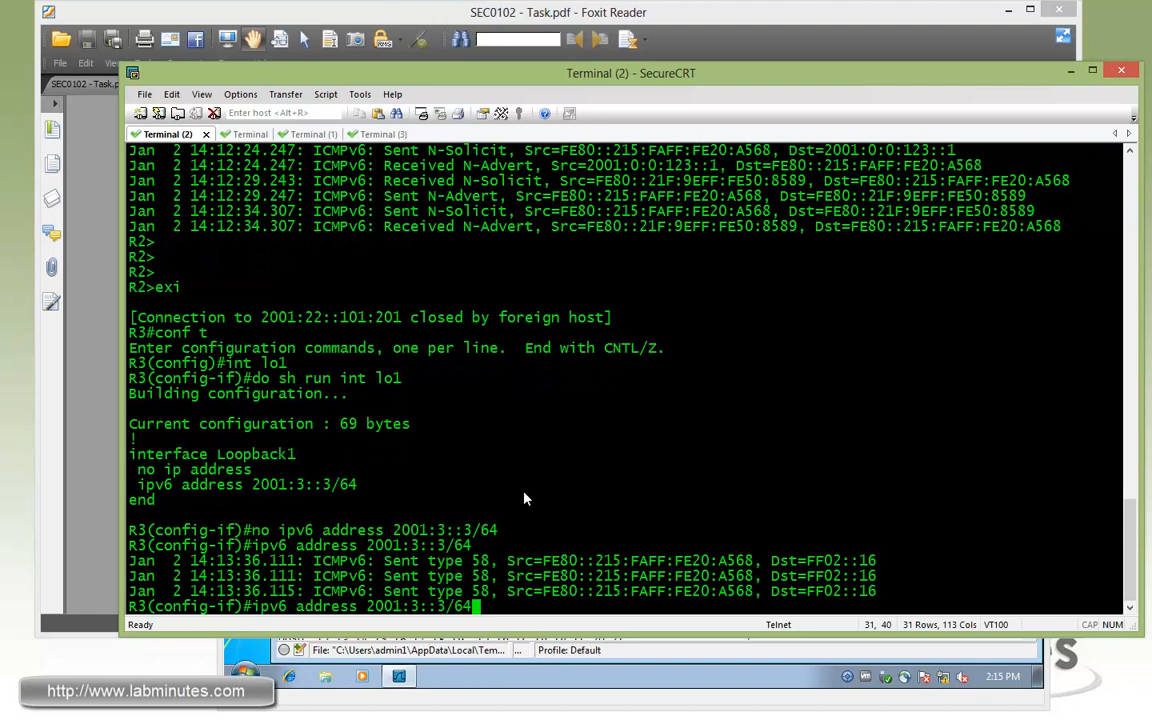 SEC0102 - Task.pdf - Foxit Reader
File Edit
SEC0102 - Task.p
Terminal (2) - SecureCRT
File Edit View Options Transfer Script Tools Help
Enter host <Alt+R>
Terminal (2) Terminal Terminal (1) Terminal (3)
Jan  2 14:12:24.247: ICMPv6: Sent N-Solicit, Src=FE80::215:FAFF:FE20:A568, Dst=2001:0:0:123::1
Jan  2 14:12:24.247: ICMPv6: Received N-Advert, Src=2001:0:0:123::1, Dst=FE80::215:FAFF:FE20:A568
Jan  2 14:12:29.243: ICMPv6: Received N-Solicit, Src=FE80::21F:9EFF:FE50:8589, Dst=FE80::215:FAFF:FE20:A568
Jan  2 14:12:29.247: ICMPv6: Sent N-Advert, Src=FE80::215:FAFF:FE20:A568, Dst=FE80::21F:9EFF:FE50:8589
Jan  2 14:12:34.307: ICMPv6: Sent N-Solicit, Src=FE80::215:FAFF:FE20:A568, Dst=FE80::21F:9EFF:FE50:8589
Jan  2 14:12:34.307: ICMPv6: Received N-Advert, Src=FE80::21F:9EFF:FE50:8589, Dst=FE80::215:FAFF:FE20:A568
R2>
R2>
R2>
R2>exi
[Connection to 2001:22::101:201 closed by foreign host]
R3#conf t
Enter configuration commands, one per line.  End with CNTL/Z.
R3(config)#int lo1
R3(config-if)#do sh run int lo1
Building configuration...
Current configuration : 69 bytes
!
interface Loopback1
 no ip address
 ipv6 address 2001:3::3/64
end
R3(config-if)#no ipv6 address 2001:3::3/64
R3(config-if)#ipv6 address 2001:3::3/64
Jan  2 14:13:36.111: ICMPv6: Sent type 58, Src=FE80::215:FAFF:FE20:A568, Dst=FF02::16
Jan  2 14:13:36.111: ICMPv6: Sent type 58, Src=FE80::215:FAFF:FE20:A568, Dst=FF02::16
Jan  2 14:13:36.115: ICMPv6: Sent type 58, Src=FE80::215:FAFF:FE20:A568, Dst=FF02::16
R3(config-if)#ipv6 address 2001:3::3/64
Ready Telnet 31, 40 31 Rows, 113 Cols VT100 CAP NUM
File: "C:\Users\admin1\AppData\Local\Tem... ... Profile: Default
2:15 PM
http://www.labminutes.com